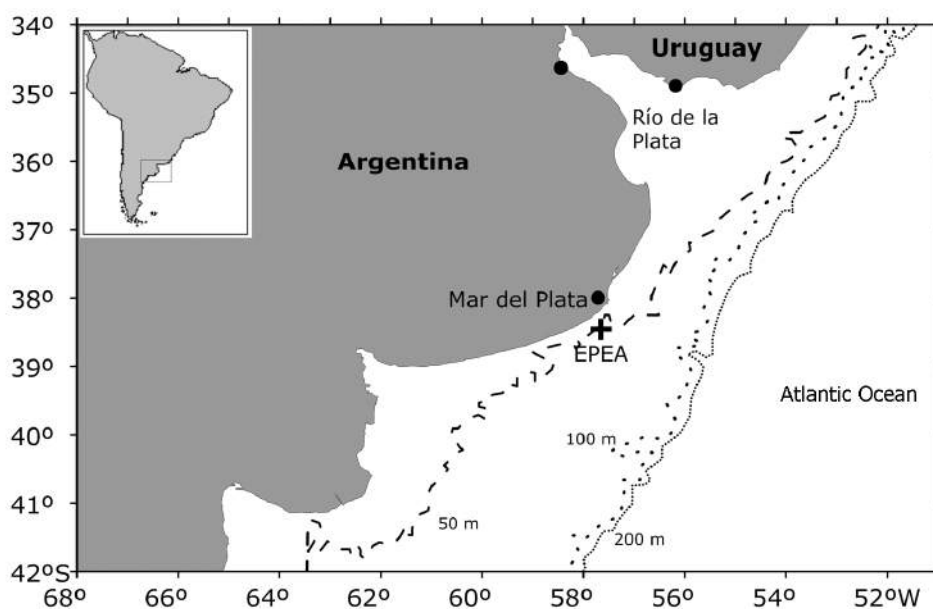 34º
35º
36º
37º
38º
39º
40º
41º
42ºS
Uruguay
Río de la
Plata
Argentina
Mar del Plata
EPEA
Atlantic Ocean
100 m
50 m
200 m
68º 66º 64º 62º 60º 58º 56º 54º 52ºW